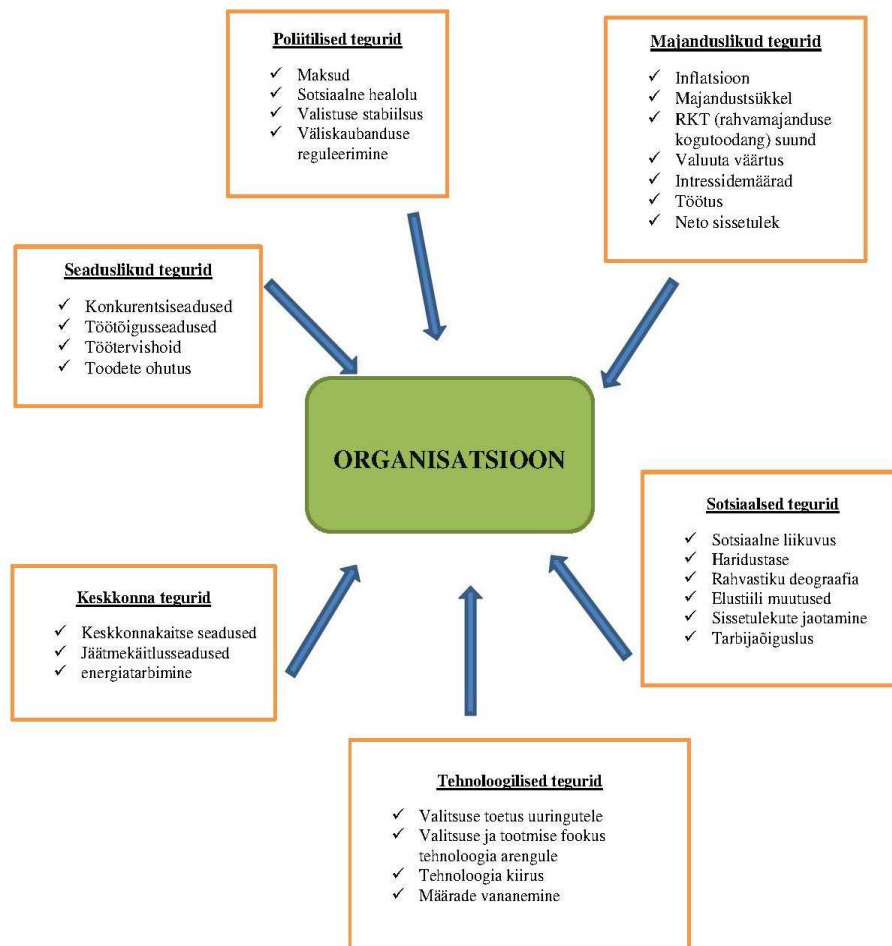 Poliitilised tegurid
✓ Maksud
✓ Sotsiaalne healolu
✓ Valistuse stabiilsus
✓ Väliskaubanduse
reguleerimine
Majanduslikud tegurid
✓ Inflatsioon
✓ Majandustsükkel
✓ RKT (rahvamajanduse
kogutoodang) suund
✓ Valuuta väärtus
✓ Intressidemäärad
✓ Töötus
✓ Neto sissetulek
Seaduslikud tegurid
✓ Konkurentsiseadused
✓ Töötõigusseadused
✓ Töötervishoid
✓ Toodete ohutus
ORGANISATSIOON
Sotsiaalsed tegurid
✓ Sotsiaalne liikuvus
✓ Haridustase
✓ Rahvastiku deograafia
✓ Elustiili muutused
✓ Sissetulekute jaotamine
✓ Tarbijaõiguslus
Keskkonna tegurid
✓ Keskkonnakaitse seadused
✓ Jäätmekäitlusseadused
✓ energiatarbimine
Tehnoloogilised tegurid
✓ Valitsuse toetus uuringutele
✓ Valitsuse ja tootmise fookus
tehnoloogia arengule
✓ Tehnoloogia kiirus
✓ Määrade vananemine